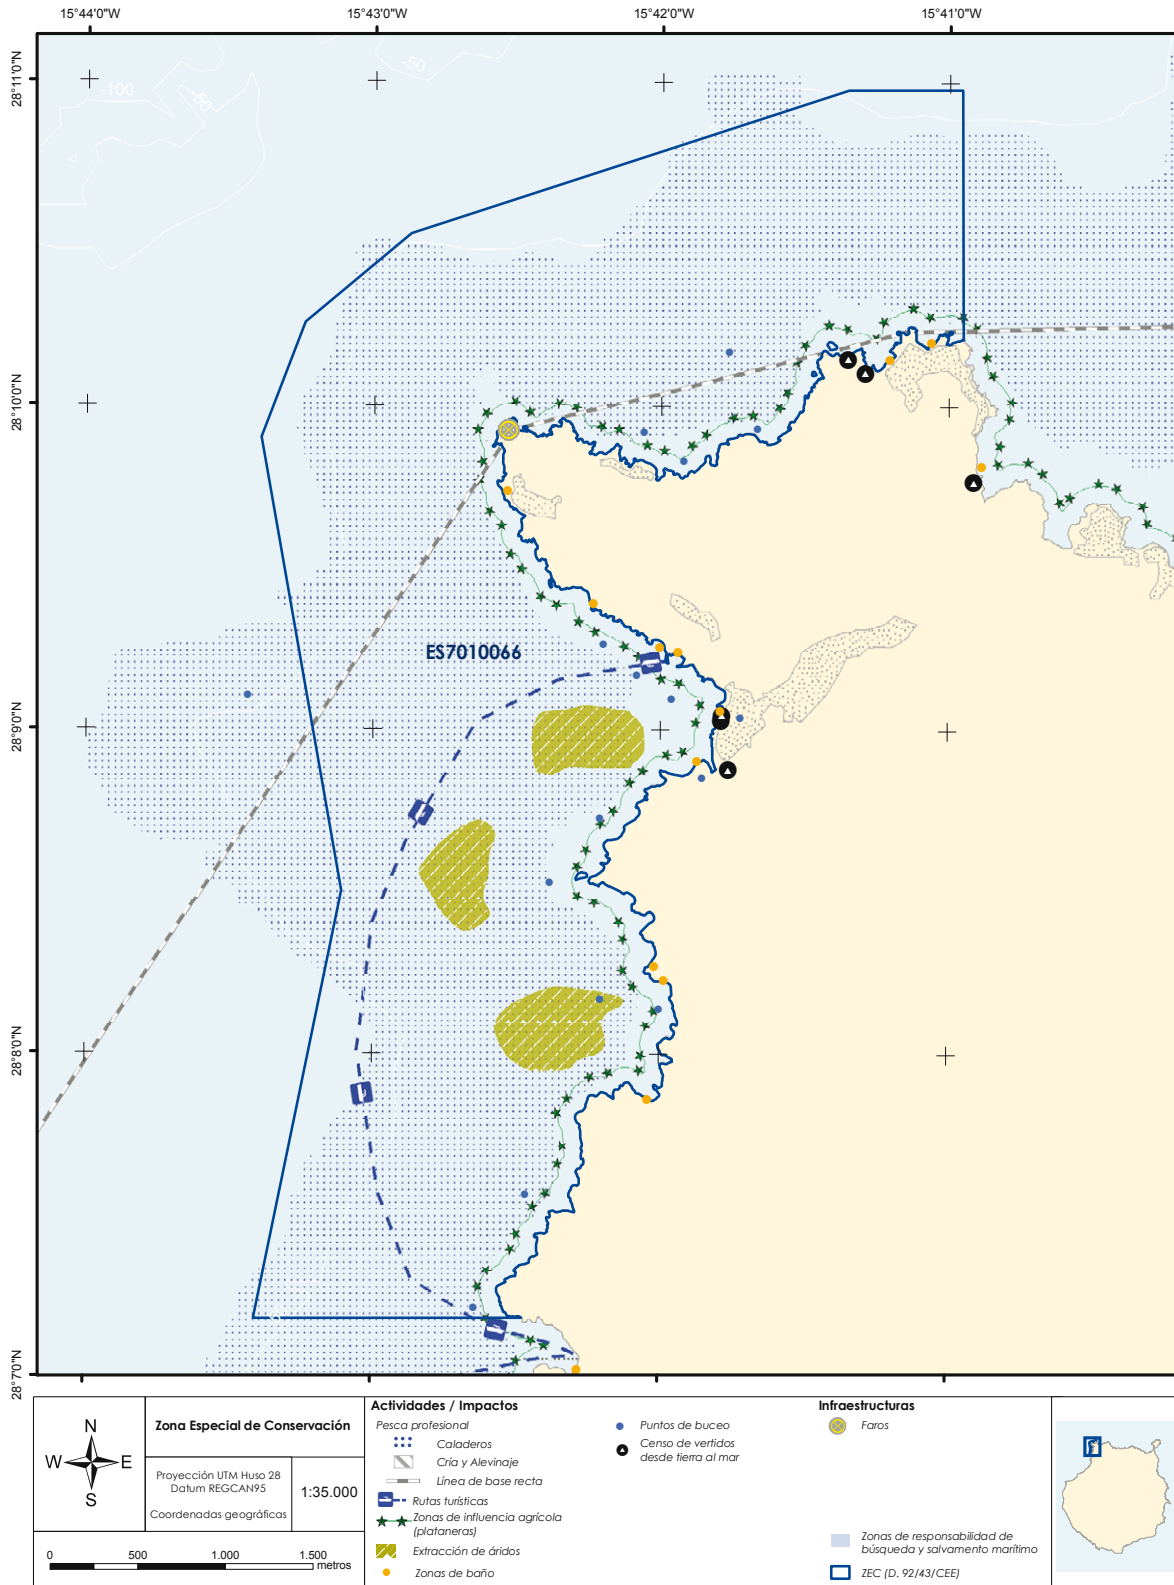 15°44'0"W 15°43'0"W 15°42'0"W 15°41'0"W
28°11'0"N
-50
-100
-50
28°10'0"N
ES7010066
28°9'0"N
28°8'0"N
28°7'0"N
N
W E
S
Zona Especial de Conservación
Proyección UTM Huso 28
Datum REGCAN95
Coordenadas geográficas
1:35.000
0 500 1.000 1.500
metros
Actividades / Impactos
Pesca profesional
Caladeros
Cría y Alevinaje
Línea de base recta
Rutas turísticas
Zonas de influencia agrícola
(plataneras)
Extracción de áridos
Zonas de baño
Puntos de buceo
Censo de vertidos
desde tierra al mar
Infraestructuras
Faros
Zonas de responsabilidad de
búsqueda y salvamento marítimo
ZEC (D. 92/43/CEE)